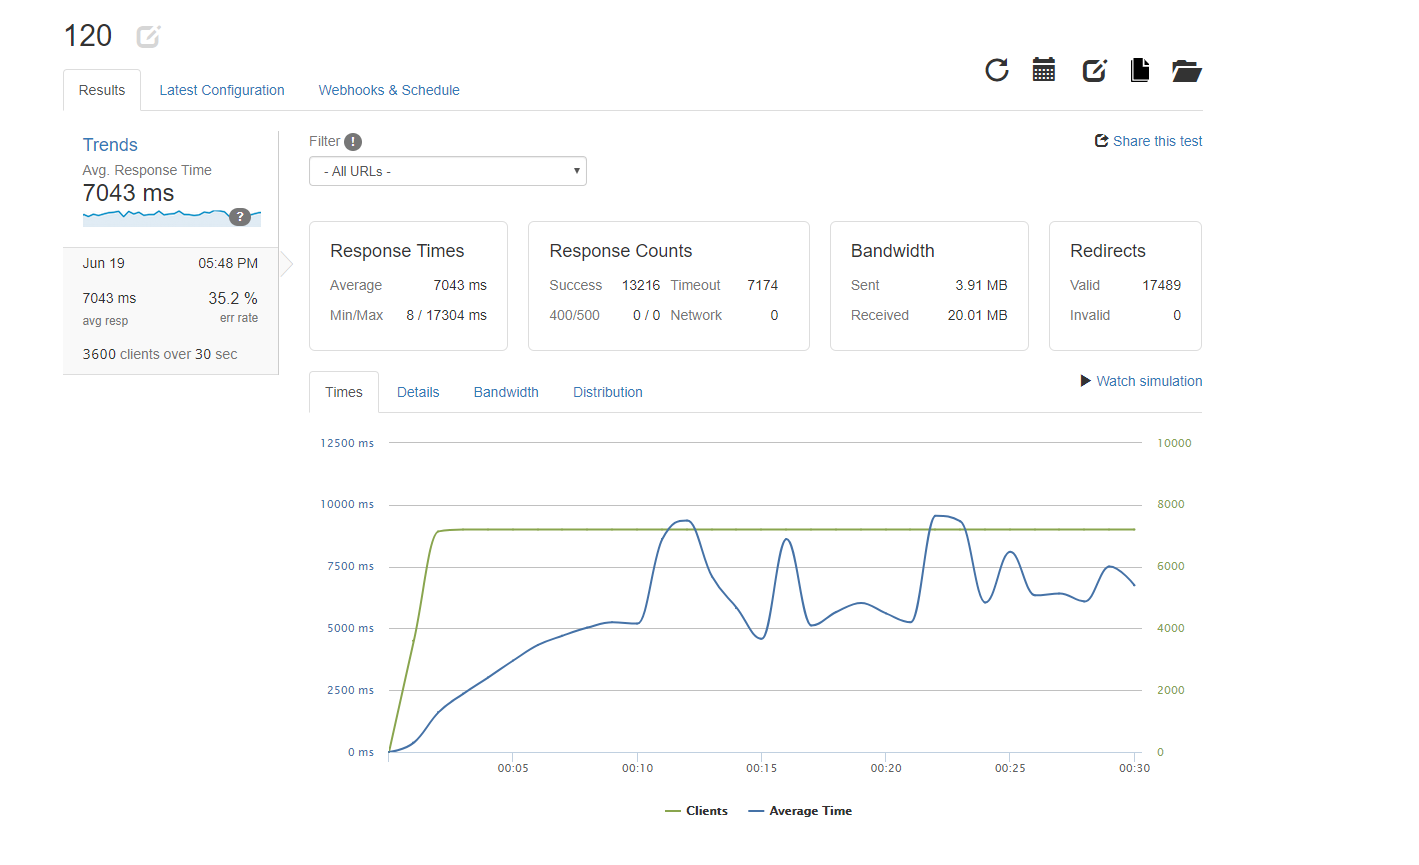 120
Results Latest Configuration Webhooks & Schedule
Trends
Avg. Response Time
7043 ms
?
Jun 19 05:48 PM
7043 ms 35.2 %
avg resp err rate
3600 clients over 30 sec
Filter !
- All URLs -
Share this test
Response Times
Average 7043 ms
Min/Max 8 / 17304 ms
Response Counts
Success 13216 Timeout 7174
400/500 0 / 0 Network 0
Bandwidth
Sent 3.91 MB
Received 20.01 MB
Redirects
Valid 17489
Invalid 0
Times Details Bandwidth Distribution
Watch simulation
12500 ms 10000
10000 ms 8000
7500 ms 6000
5000 ms 4000
2500 ms 2000
0 ms 0
00:05 00:10 00:15 00:20 00:25 00:30
Clients Average Time